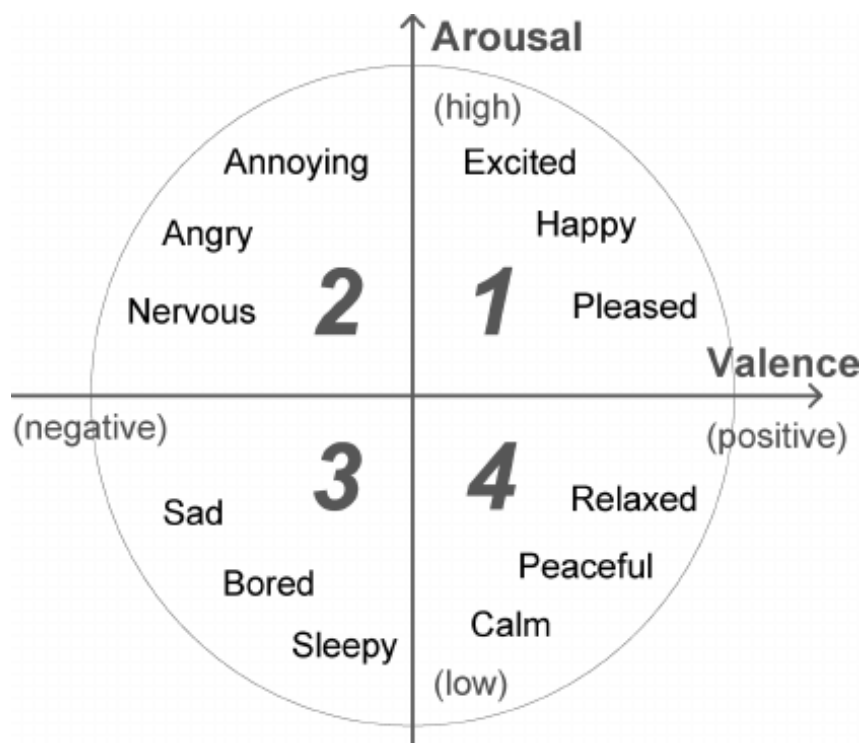 Arousal
(high)
Annoying
Excited
Happy
Angry
2
1
Nervous
Pleased
Valence
(negative)
(positive)
3
4
Sad
Relaxed
Bored
Peaceful
Calm
Sleepy
(low)